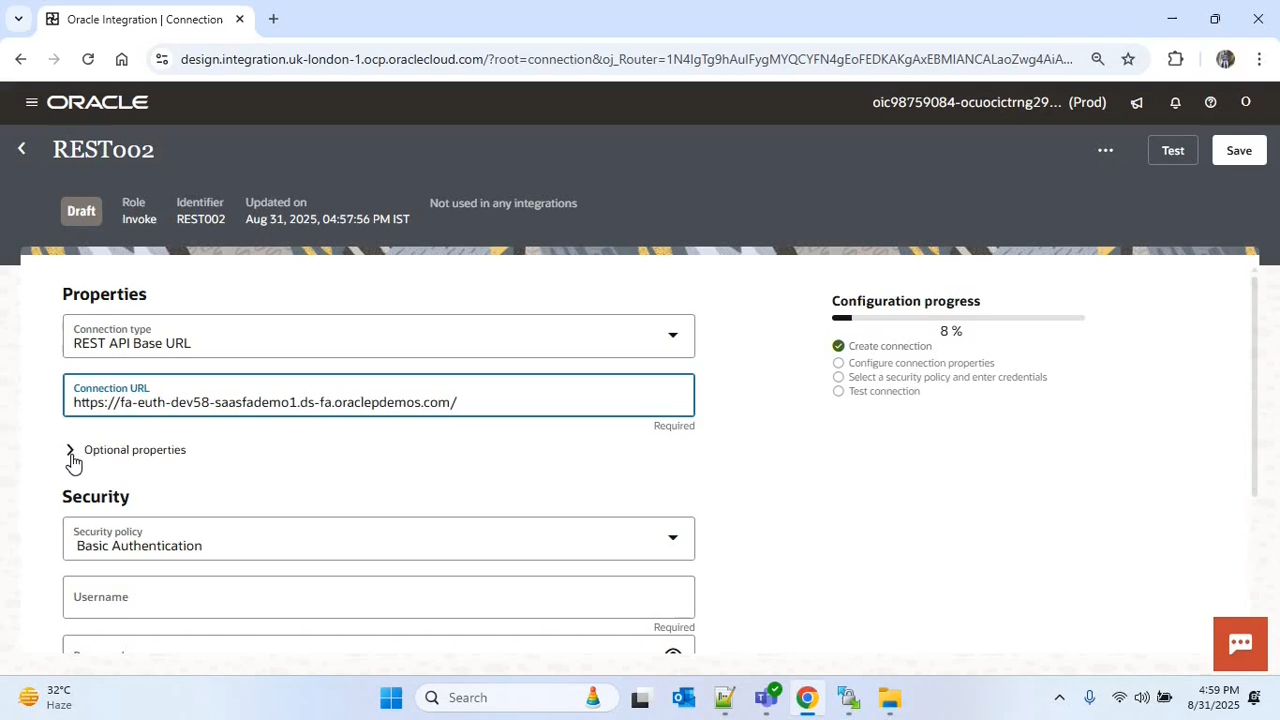 Oracle Integration | Connection
design.integration.uk-london-1.ocp.oraclecloud.com/?root=connection&oj_Router=1N4IgTg9hAuIFygMYQCYFN4gEoFEDKAKgAxEBMIANCALaoZwg4AiA...
ORACLE
oic98759084-ocuocictrng29... (Prod)
O
REST002
Test
Save
Draft
Role
Invoke
Identifier
REST002
Updated on
Aug 31, 2025, 04:57:56 PM IST
Not used in any integrations
Properties
Connection type
REST API Base URL
Connection URL
https://fa-euth-dev58-saasfademo1.ds-fa.oraclepdemos.com/
Required
Optional properties
Security
Security policy
Basic Authentication
Username
Required
Configuration progress
8 %
Create connection
Configure connection properties
Select a security policy and enter credentials
Test connection
32°C
Haze
Search
4:59 PM
8/31/2025